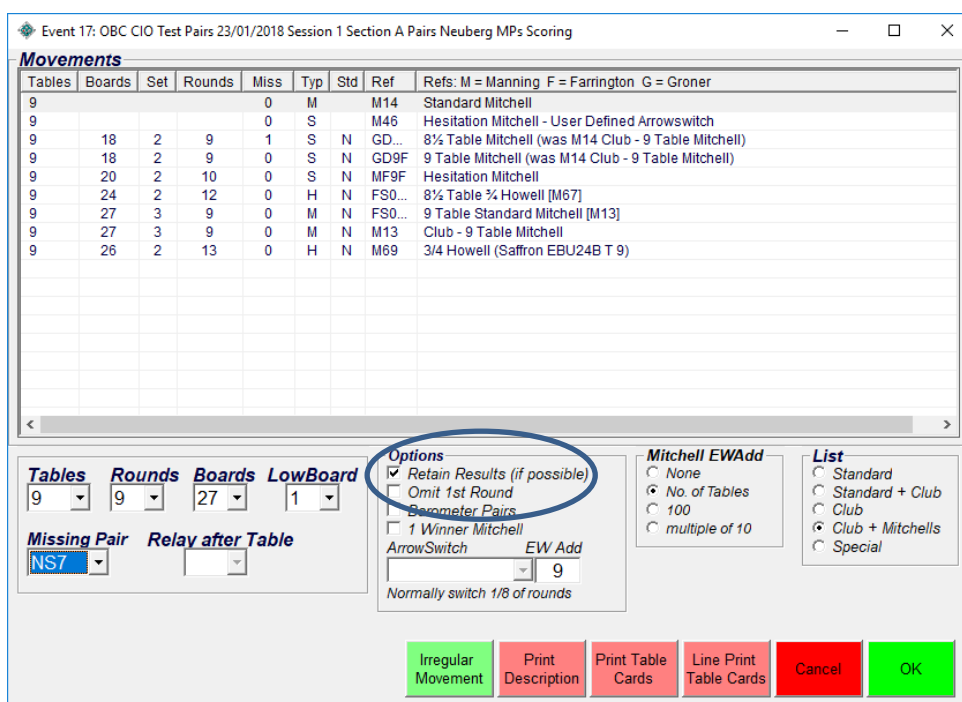 Event 17: OBC CIO Test Pairs 23/01/2018 Session 1 Section A Pairs Neuberg MPs Scoring
Movements
Tables Boards Set Rounds Miss Typ Std Ref Refs: M = Manning F = Farrington G = Groner
9 0 M M14 Standard Mitchell
9 0 S M46 Hesitation Mitchell - User Defined Arrowswitch
9 18 2 9 1 S N GD... 8½ Table Mitchell (was M14 Club - 9 Table Mitchell)
9 18 2 9 0 S N GD9F 9 Table Mitchell (was M14 Club - 9 Table Mitchell)
9 20 2 10 0 S N MF9F Hesitation Mitchell
9 24 2 12 0 H N FS0... 8½ Table ¾ Howell [M67]
9 27 3 9 0 M N FS0... 9 Table Standard Mitchell [M13]
9 27 3 9 0 M N M13 Club - 9 Table Mitchell
9 26 2 13 0 H N M69 3/4 Howell (Saffron EBU24B T 9)
Tables Rounds Boards LowBoard
9 9 27 1
Missing Pair Relay after Table
NS7
Options
Retain Results (if possible)
Omit 1st Round
Barometer Pairs
1 Winner Mitchell
ArrowSwitch EW Add
9
Normally switch 1/8 of rounds
Mitchell EWAdd
None
No. of Tables
100
multiple of 10
List
Standard
Standard + Club
Club
Club + Mitchells
Special
Irregular Movement
Print Description
Print Table Cards
Line Print Table Cards
Cancel
OK